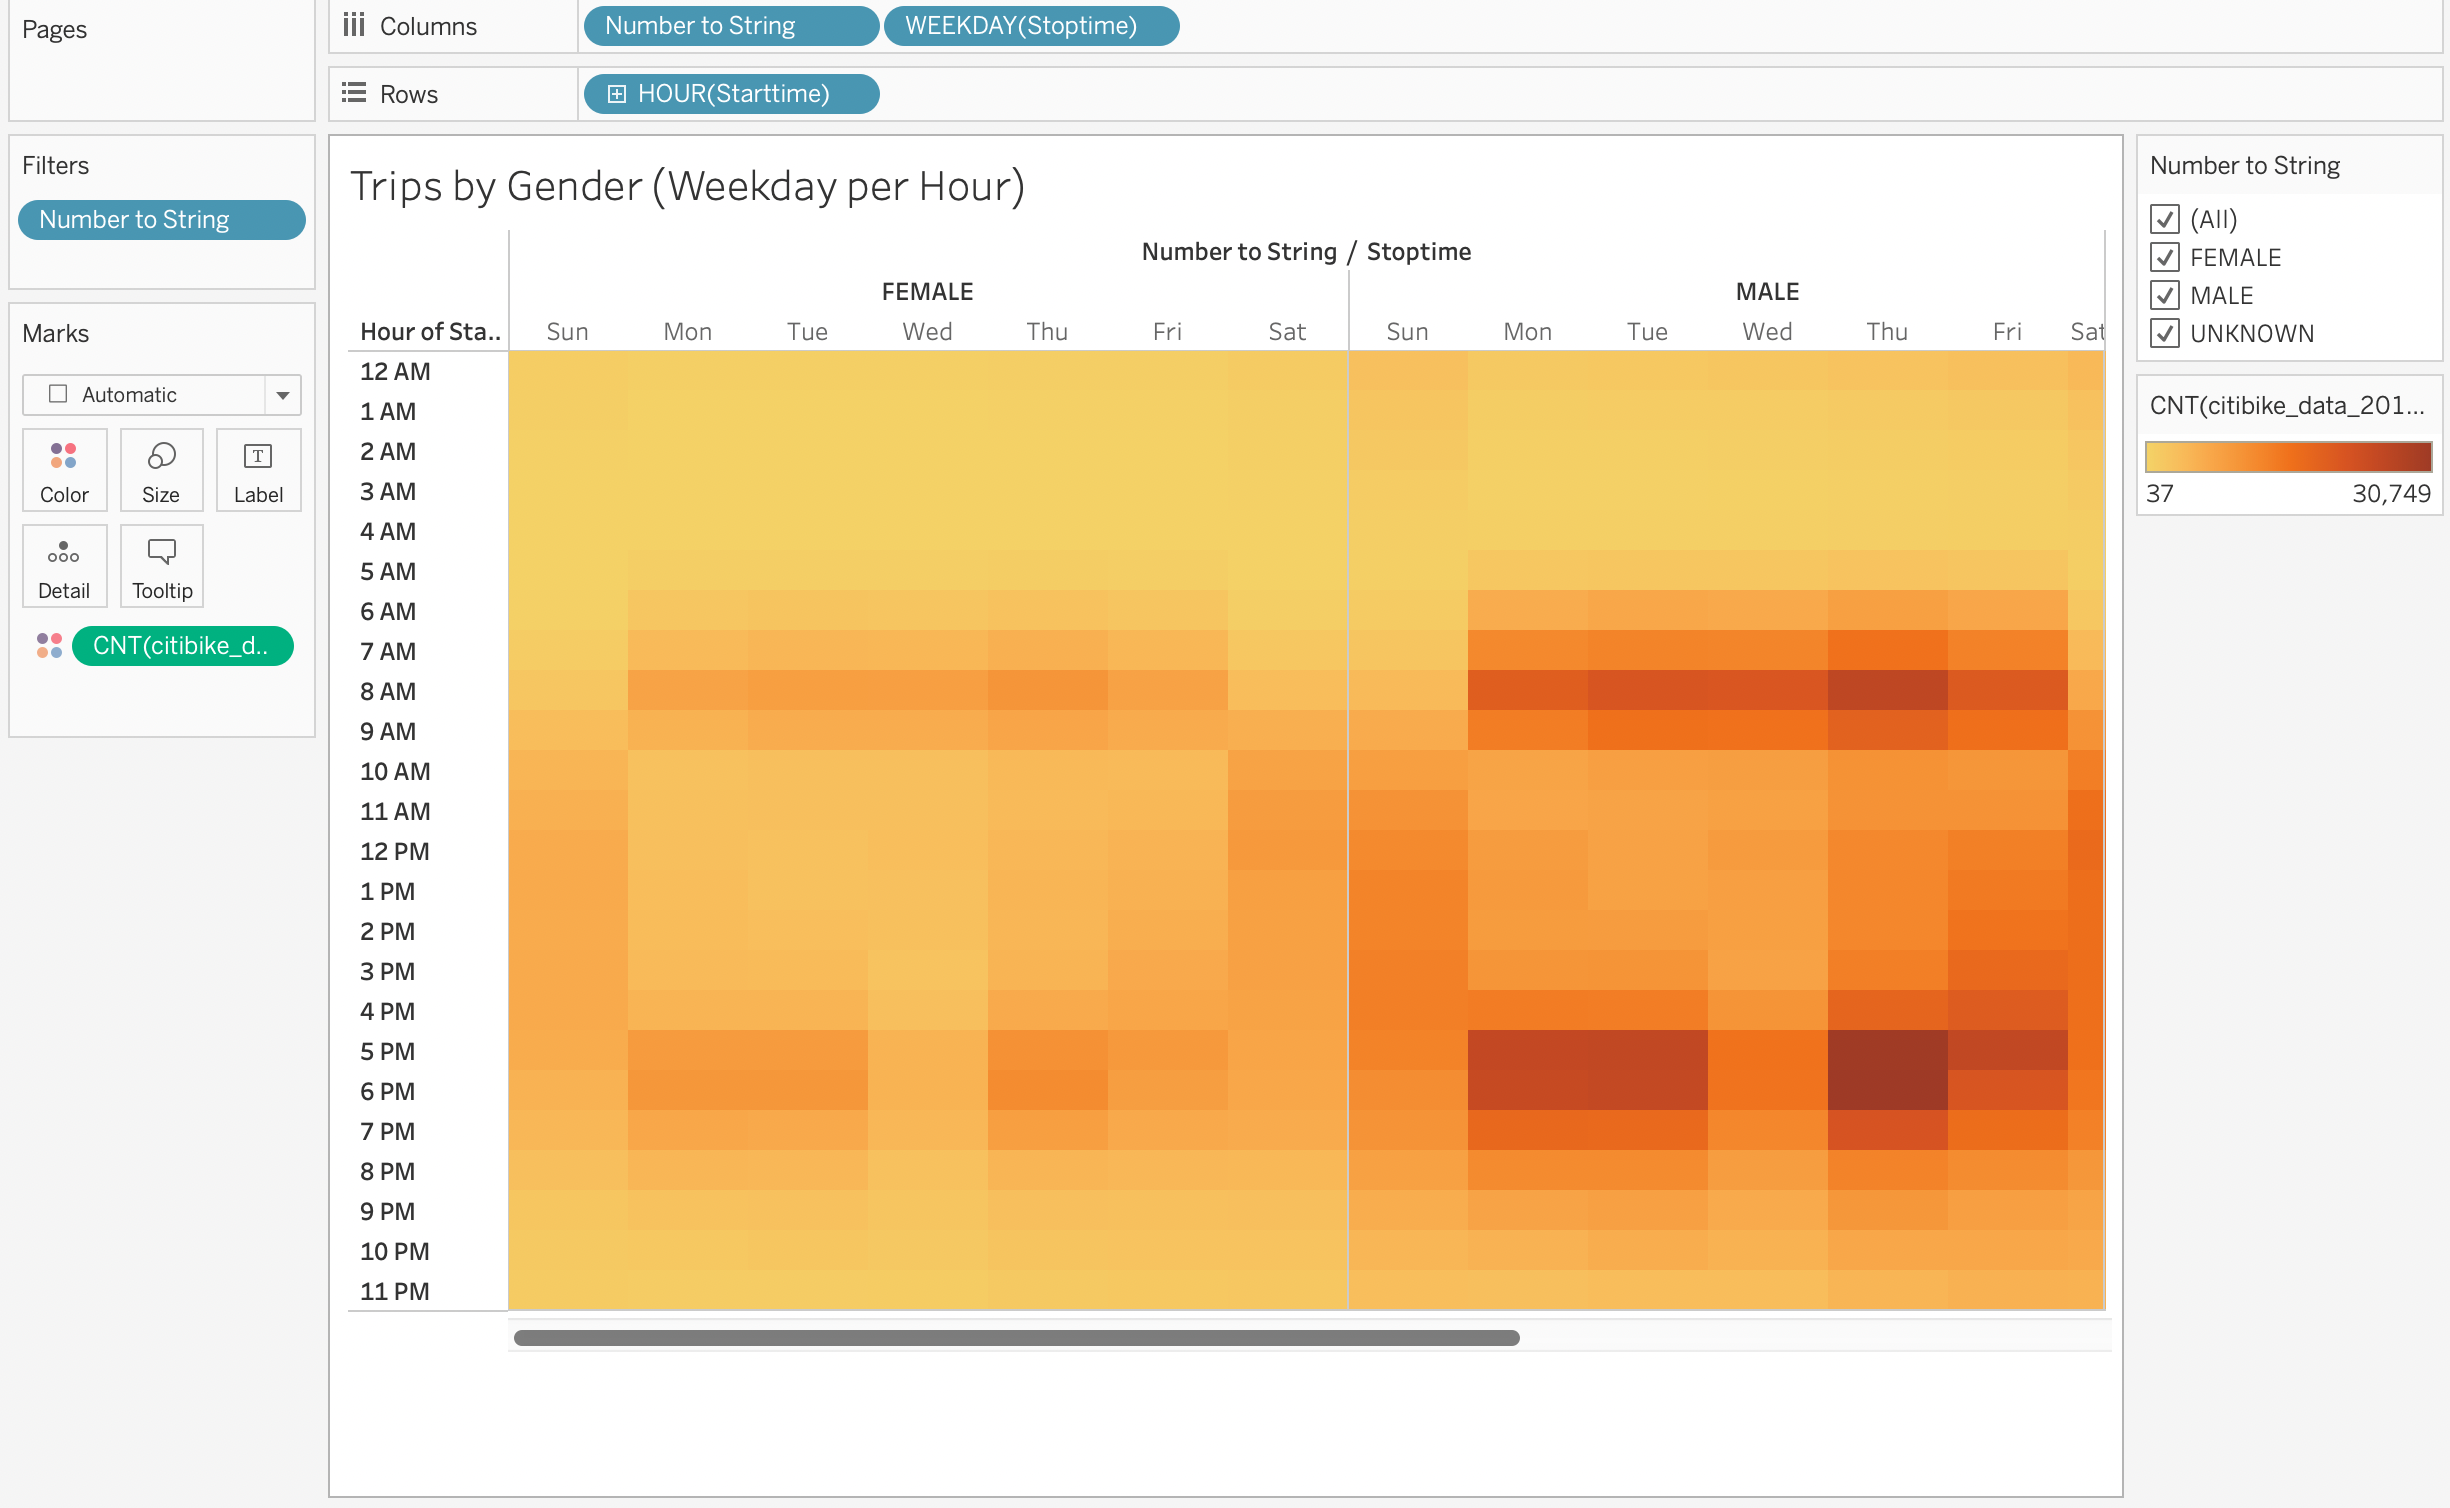 Pages
Columns
Number to String
WEEKDAY(Stoptime)
Rows
HOUR(Starttime)
Filters
Number to String
Marks
Automatic
Color
Size
T
Label
Detail
Tooltip
CNT(citibike_d..
Trips by Gender (Weekday per Hour)
Number to String / Stoptime
FEMALE
MALE
Hour of Sta..
Sun Mon Tue Wed Thu Fri Sat Sun Mon Tue Wed Thu Fri Sat
12 AM
1 AM
2 AM
3 AM
4 AM
5 AM
6 AM
7 AM
8 AM
9 AM
10 AM
11 AM
12 PM
1 PM
2 PM
3 PM
4 PM
5 PM
6 PM
7 PM
8 PM
9 PM
10 PM
11 PM
Number to String
(All)
FEMALE
MALE
UNKNOWN
CNT(citibike_data_201...
37 30,749